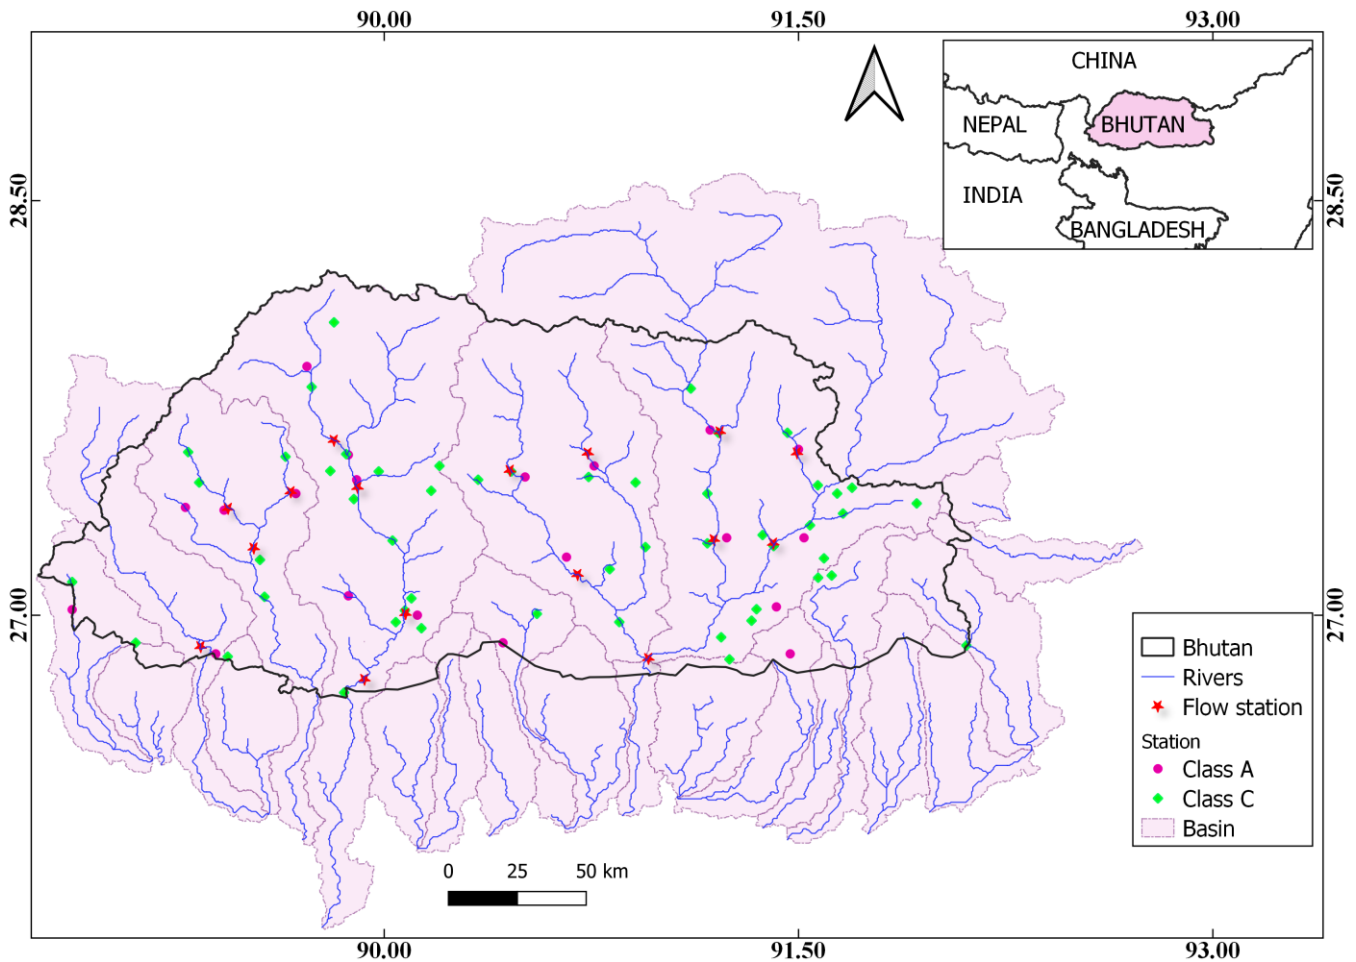 90.00 91.50 93.00
CHINA
NEPAL BHUTAN
INDIA
BANGLADESH
28.50 28.50
27.00 27.00
Bhutan
Rivers
Flow station
Station
Class A
Class C
Basin
0 25 50 km
90.00 91.50 93.00